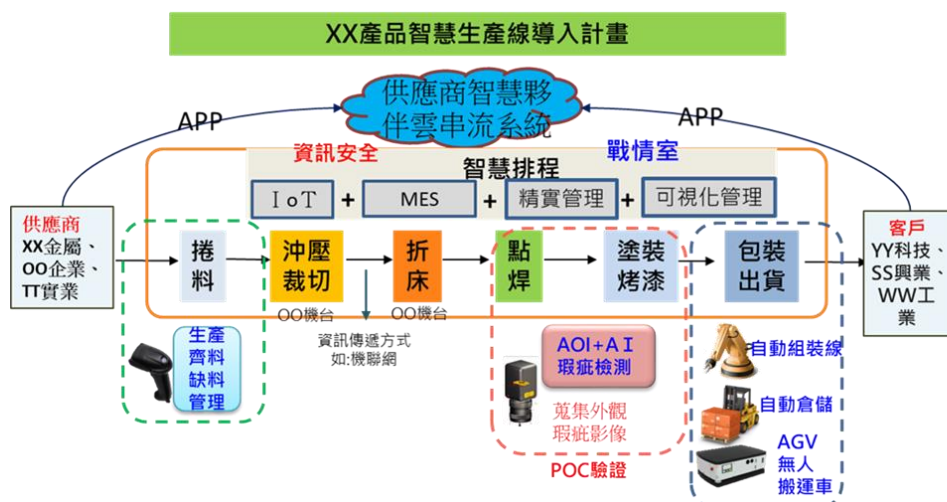 XX產品智慧生產線導入計畫
供應商智慧夥
伴雲串流系統
APP
APP
資訊安全
戰情室
智慧排程
IoT
+
MES
+
精實管理
+
可視化管理
供應商
XX金屬、
OO企業、
TT實業
捲
料
沖壓
裁切
折
床
點
焊
塗裝
烤漆
包裝
出貨
客戶
YY科技、
SS興業、
WW工
業
OO機台
OO機台
資訊傳遞方式
如:機聯網
生產
齊料
缺料
管理
AOI+AI
瑕疵檢測
蒐集外觀
瑕疵影像
POC驗證
自動組裝線
自動倉儲
AGV
無人
搬運車